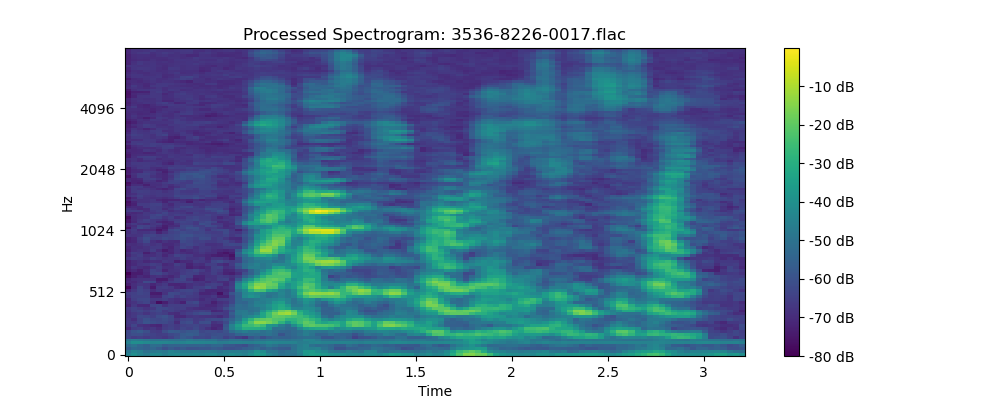 Processed Spectrogram: 3536-8226-0017.flac
Hz
4096
2048
1024
512
0
0
0.5
1
1.5
2
2.5
3
Time
-10 dB
-20 dB
-30 dB
-40 dB
-50 dB
-60 dB
-70 dB
-80 dB